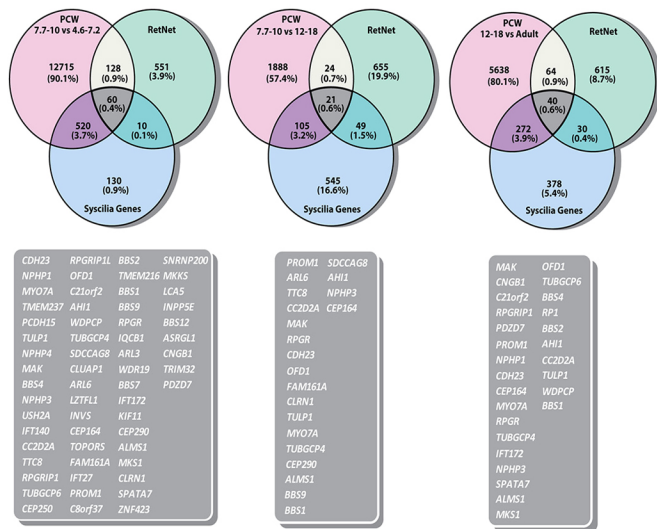 PCW
7.7-10 vs 4.6-7.2
RetNet
12715
(90.1%)
128
(0.9%)
551
(3.9%)
60
(0.4%)
520
(3.7%)
10
(0.1%)
130
(0.9%)
Syscilia Genes
PCW
7.7-10 vs 12-18
RetNet
1888
(57.4%)
24
(0.7%)
655
(19.9%)
21
(0.6%)
105
(3.2%)
49
(1.5%)
545
(16.6%)
Syscilia Genes
PCW
12-18 vs Adult
RetNet
5638
(80.1%)
64
(0.9%)
615
(8.7%)
40
(0.6%)
272
(3.9%)
30
(0.4%)
378
(5.4%)
Syscilia Genes
CDH23 RPGRIP1L BBS2 SNRNP200
NPHP1 OFD1 TMEM216 MKKS
MYO7A C21orf2 BBS1 LCA5
TMEM237 AHI1 BBS9 INPP5E
PCDH15 WDPCP RPGR BBS12
TULP1 TUBGCP4 IQCB1 ASRGL1
NPHP4 SDCCAG8 ARL3 CNGB1
MAK CLUAP1 WDR19 TRIM32
BBS4 ARL6 BBS7 PDZD7
NPHP3 LZTFL1 IFT172
USH2A INVS KIF11
IFT140 CEP164 CEP290
CC2D2A TOPORS ALMS1
TTC8 FAM161A MKS1
RPGRIP1 IFT27 CLRN1
TUBGCP6 PROM1 SPATA7
CEP250 C8orf37 ZNF423
PROM1 SDCCAG8
ARL6 AHI1
TTC8 NPHP3
CC2D2A CEP164
MAK
RPGR
CDH23
OFD1
FAM161A
CLRN1
TULP1
MYO7A
TUBGCP4
CEP290
ALMS1
BBS9
BBS1
MAK OFD1
CNGB1 TUBGCP6
C21orf2 BBS4
RPGRIP1 RP1
PDZD7 BBS2
PROM1 AHI1
NPHP1 CC2D2A
CDH23 TULP1
CEP164 WDPCP
MYO7A BBS1
RPGR
TUBGCP4
IFT172
NPHP3
SPATA7
ALMS1
MKS1